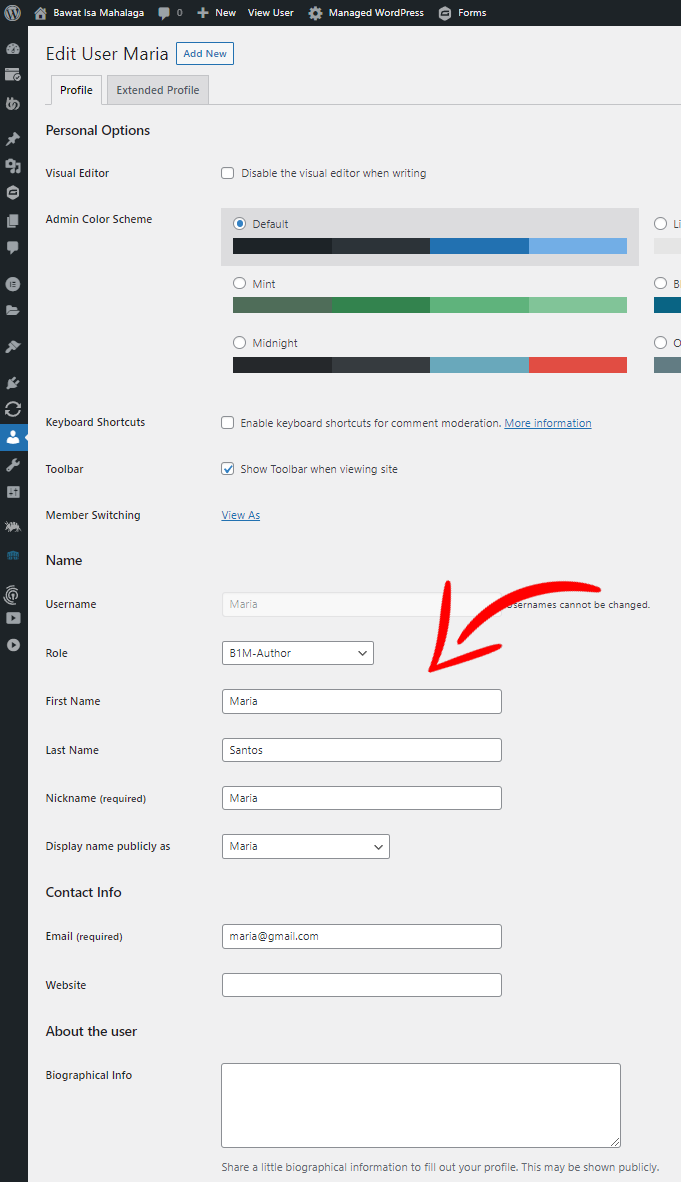 Bawat Isa Mahalaga 0 New View User Managed WordPress Forms
Edit User Maria Add New
Profile Extended Profile
Personal Options
Visual Editor Disable the visual editor when writing
Admin Color Scheme Default
Mint
Midnight
Keyboard Shortcuts Enable keyboard shortcuts for comment moderation. More information
Toolbar Show Toolbar when viewing site
Member Switching View As
Name
Username Maria Usernames cannot be changed.
Role B1M-Author
First Name Maria
Last Name Santos
Nickname (required) Maria
Display name publicly as Maria
Contact Info
Email (required) maria@gmail.com
Website
About the user
Biographical Info
Share a little biographical information to fill out your profile. This may be shown publicly.